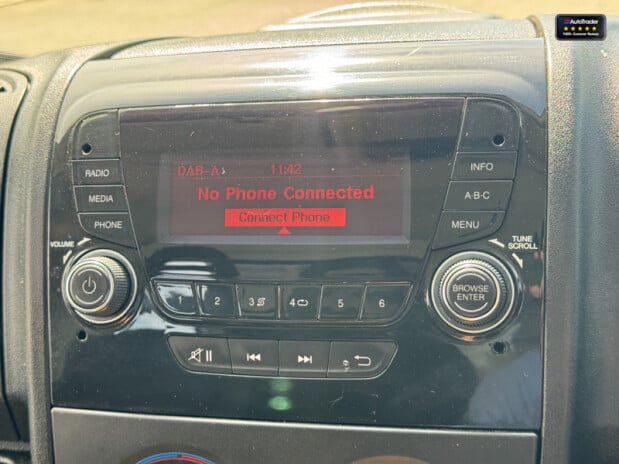 AutoTrader
RADIO
MEDIA
PHONE
VOLUME
DAB-A
11:42
No Phone Connected
Connect Phone
INFO
A-B-C
MENU
TUNE
SCROLL
BROWSE
ENTER
1
2
3
4
5
6